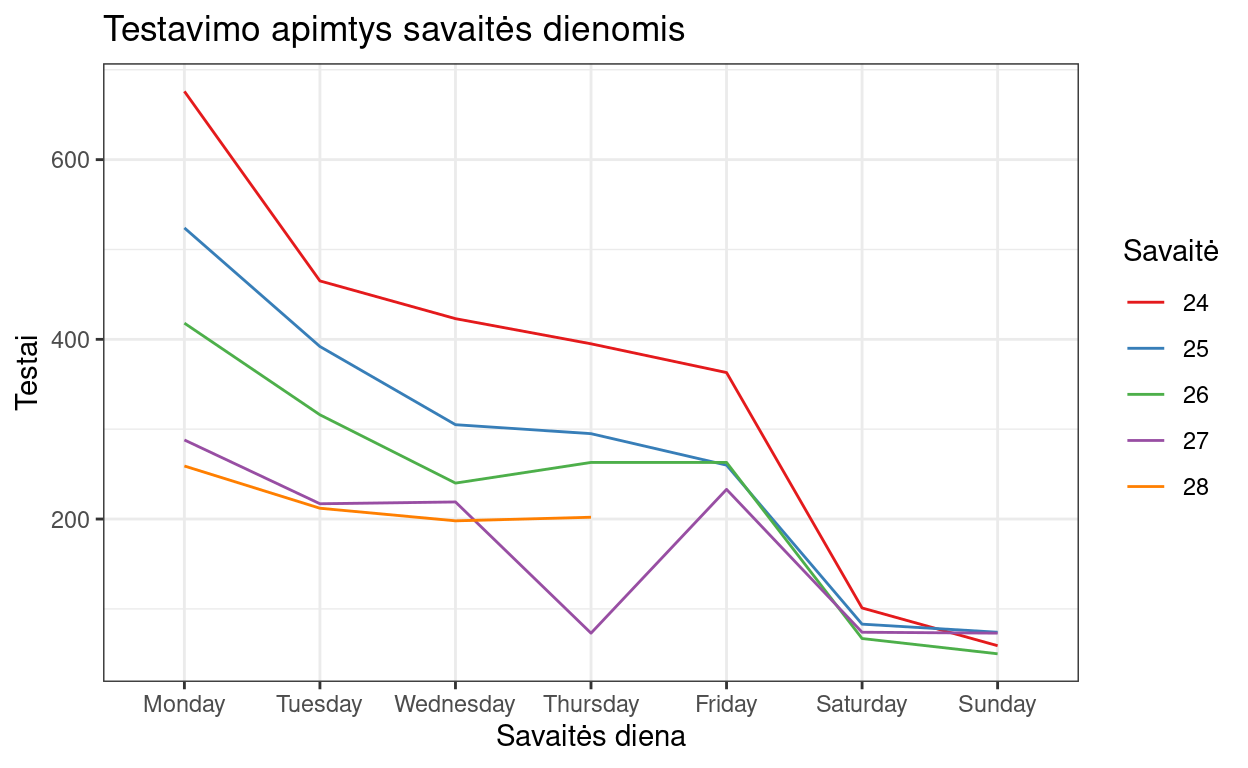 Testavimo apimtys savaitės dienomis
600
400
200
Testai
Monday Tuesday Wednesday Thursday Friday Saturday Sunday
Savaitės diena
Savaitė
24
25
26
27
28